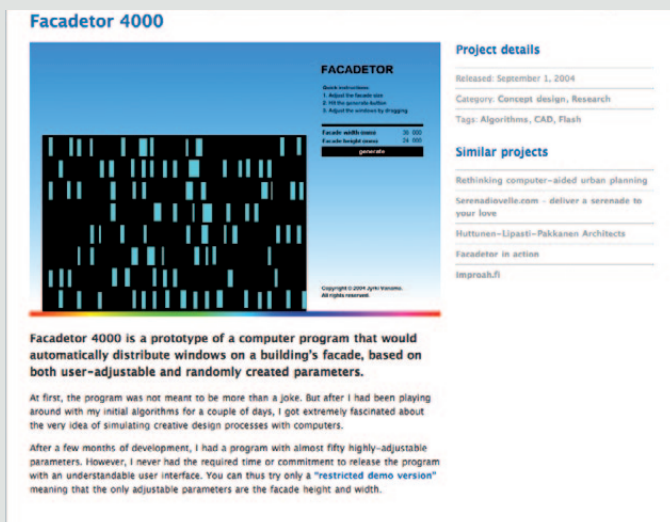 Facadetor 4000
FACADETOR
Quick instructions:
1. Adjust the facade size
2. Hit the generate-button
3. Adjust the windows by dragging
Facade width (mm)
Facade height (mm)
generate
Copyright © 2004
All rights reserved.
Facadetor 4000 is a prototype of a computer program that would
automatically distribute windows on a building's facade, based on
both user-adjustable and randomly created parameters.
At first, the program was not meant to be more than a joke. But after I had been playing
around with my initial algorithms for a couple of days, I got extremely fascinated about
the very idea of simulating creative design processes with computers.
After a few months of development, I had a program with almost fifty highly-adjustable
parameters. However, I never had the required time or commitment to release the program
with an understandable user interface. You can thus try only a "restricted demo version"
meaning that the only adjustable parameters are the facade height and width.
Project details
Released: September 1, 2004
Category: Concept design, Research
Tags: Algorithms, CAD, Flash
Similar projects
Rethinking computer-aided urban planning
Serenadiovelle.com - deliver a serenade to
your love
Huttunen-Lipasti-Pakkanen Architects
Facadetor in action
Improah.fi